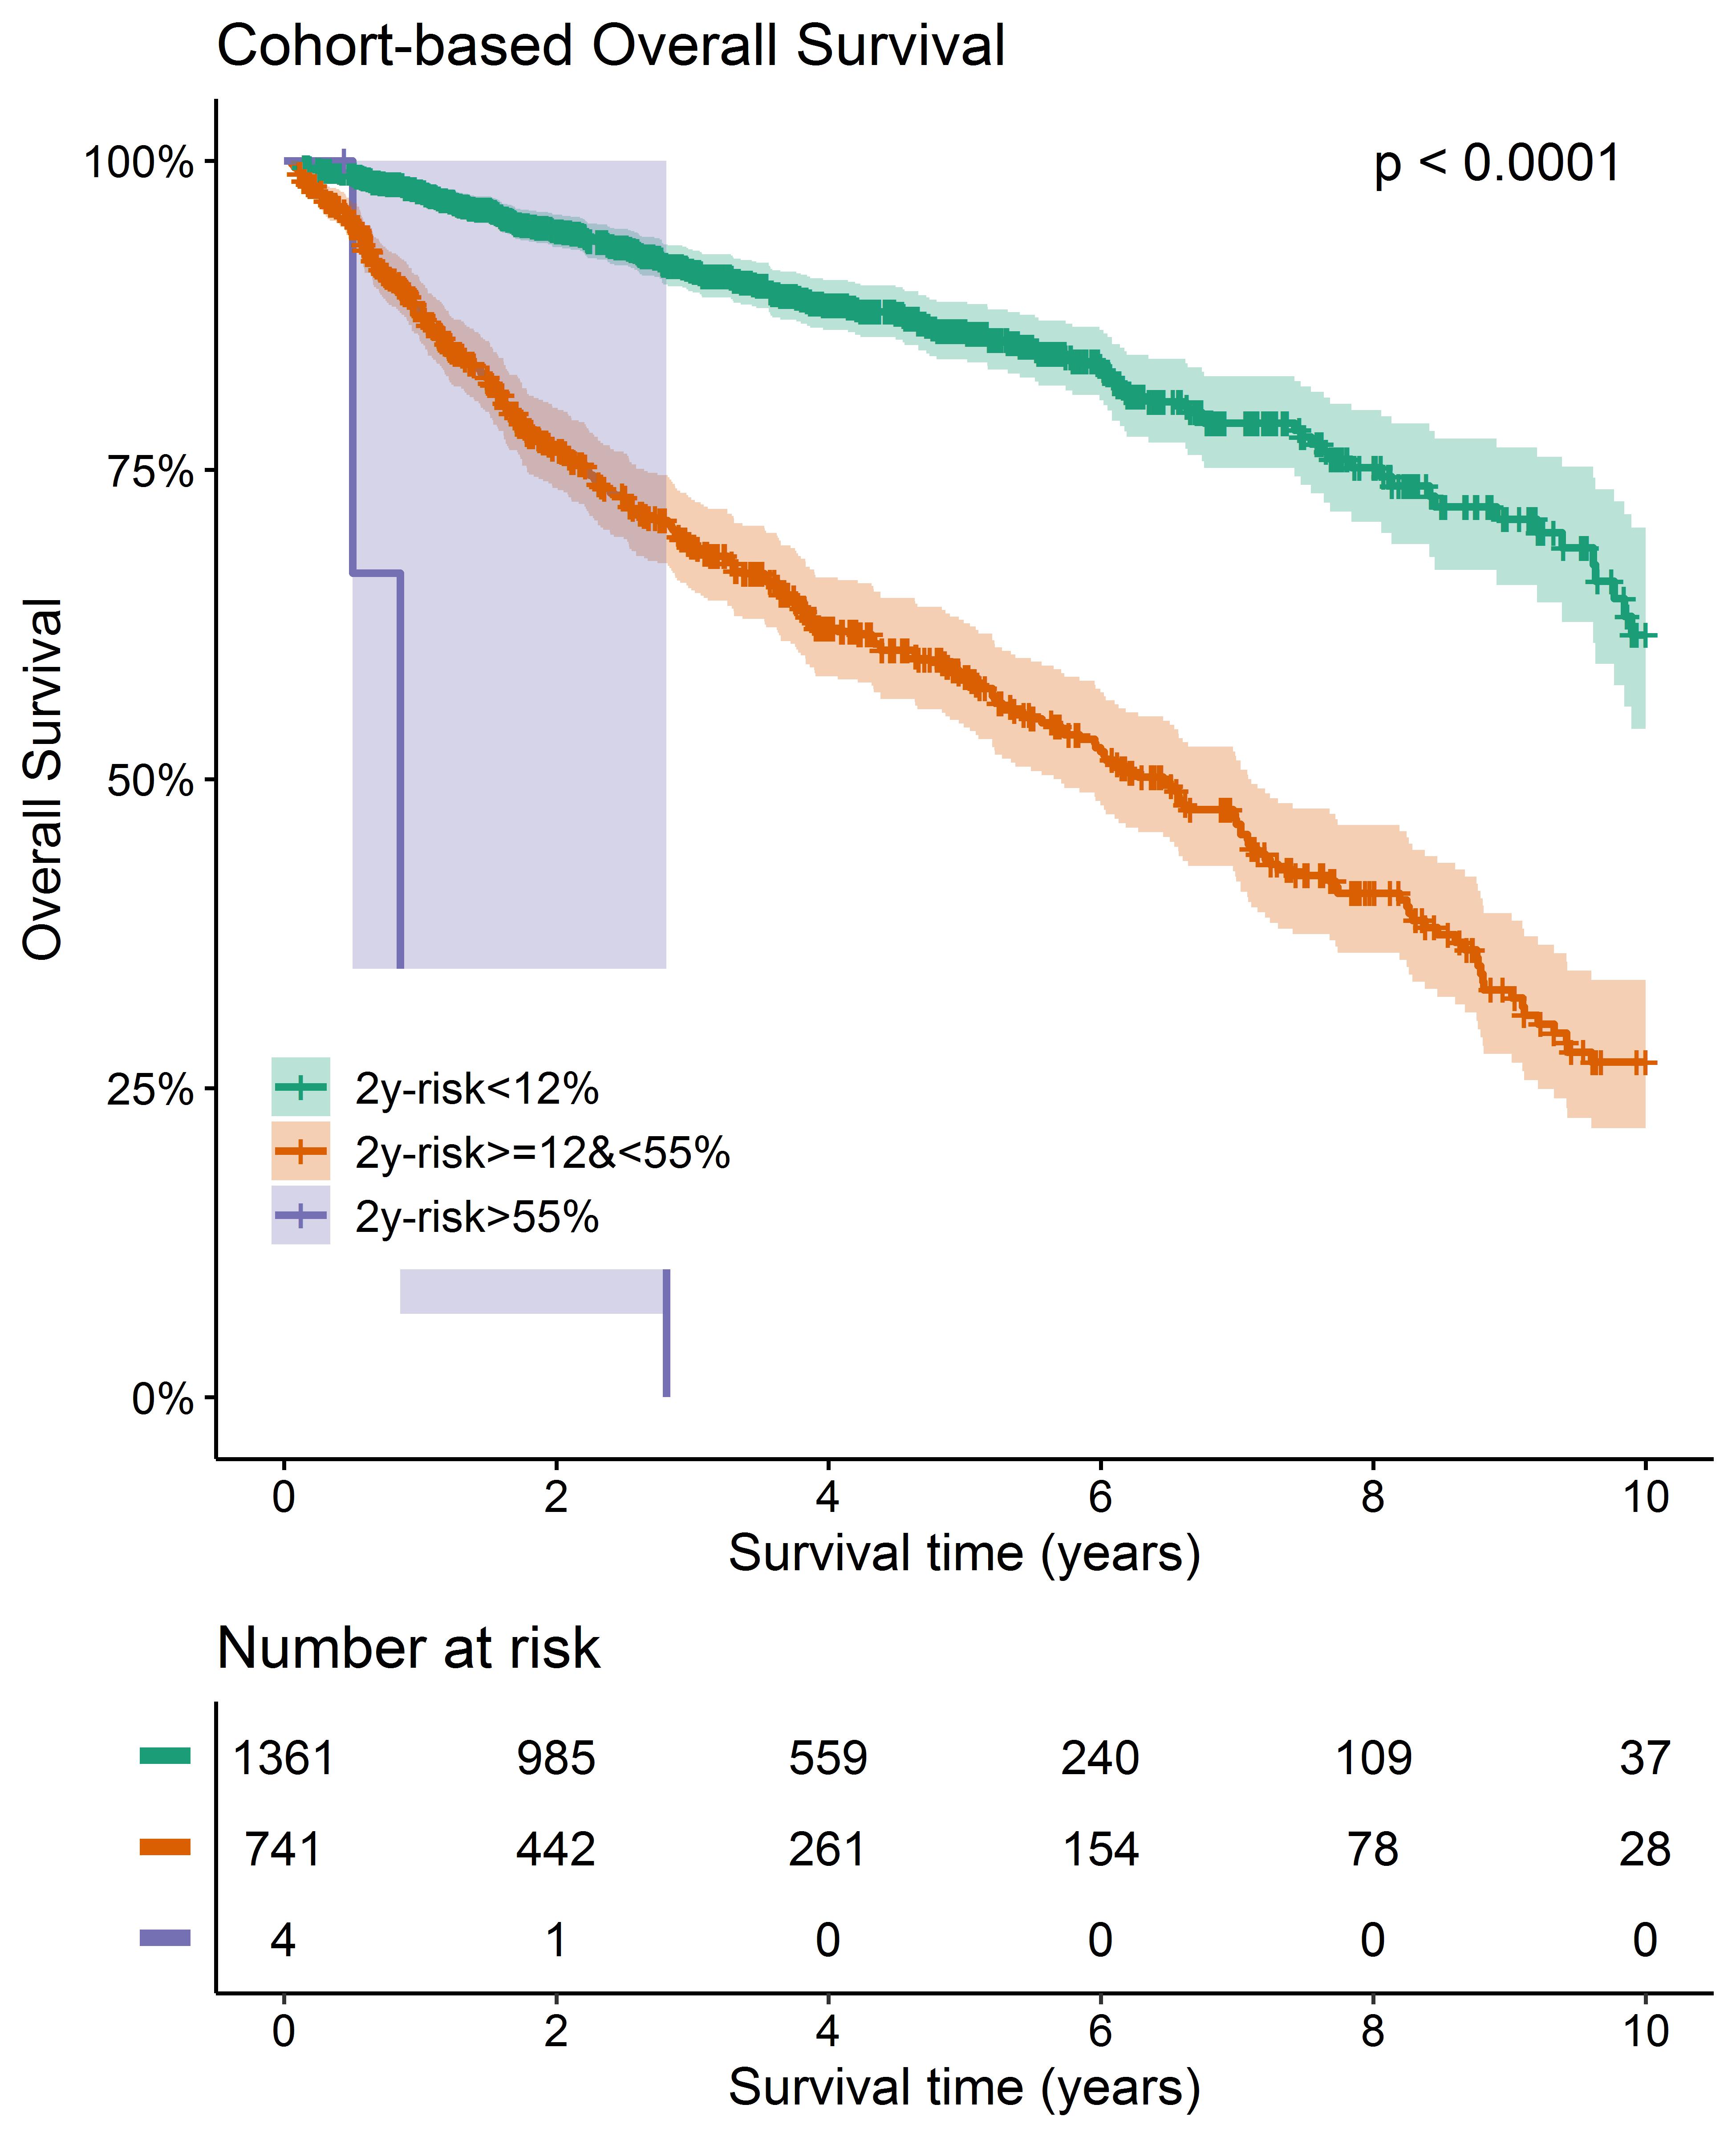 Cohort-based Overall Survival
p < 0.0001
100%
75%
50%
25%
0%
Overall Survival
2y-risk<12%
2y-risk>=12&<55%
2y-risk>55%
0 2 4 6 8 10
Survival time (years)
Number at risk
1361 985 559 240 109 37
741 442 261 154 78 28
4 1 0 0 0 0
0 2 4 6 8 10
Survival time (years)